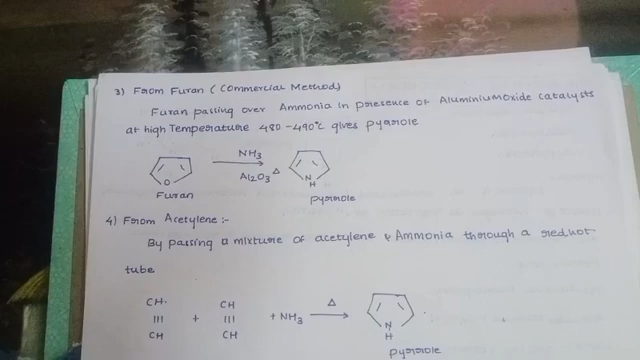 3) From Furan (Commercial Method)
Furan passing over Ammonia in presence of Aluminium oxide catalysts
at high Temperature 480-490°C gives pyrrole
NH3
Al2O3 Δ
O
N
H
Furan
pyrrole
4) From Acetylene :-
By passing a mixture of acetylene & Ammonia through a red hot
tube
CH CH Δ
||| + ||| + NH3
CH CH
N
H
pyrrole